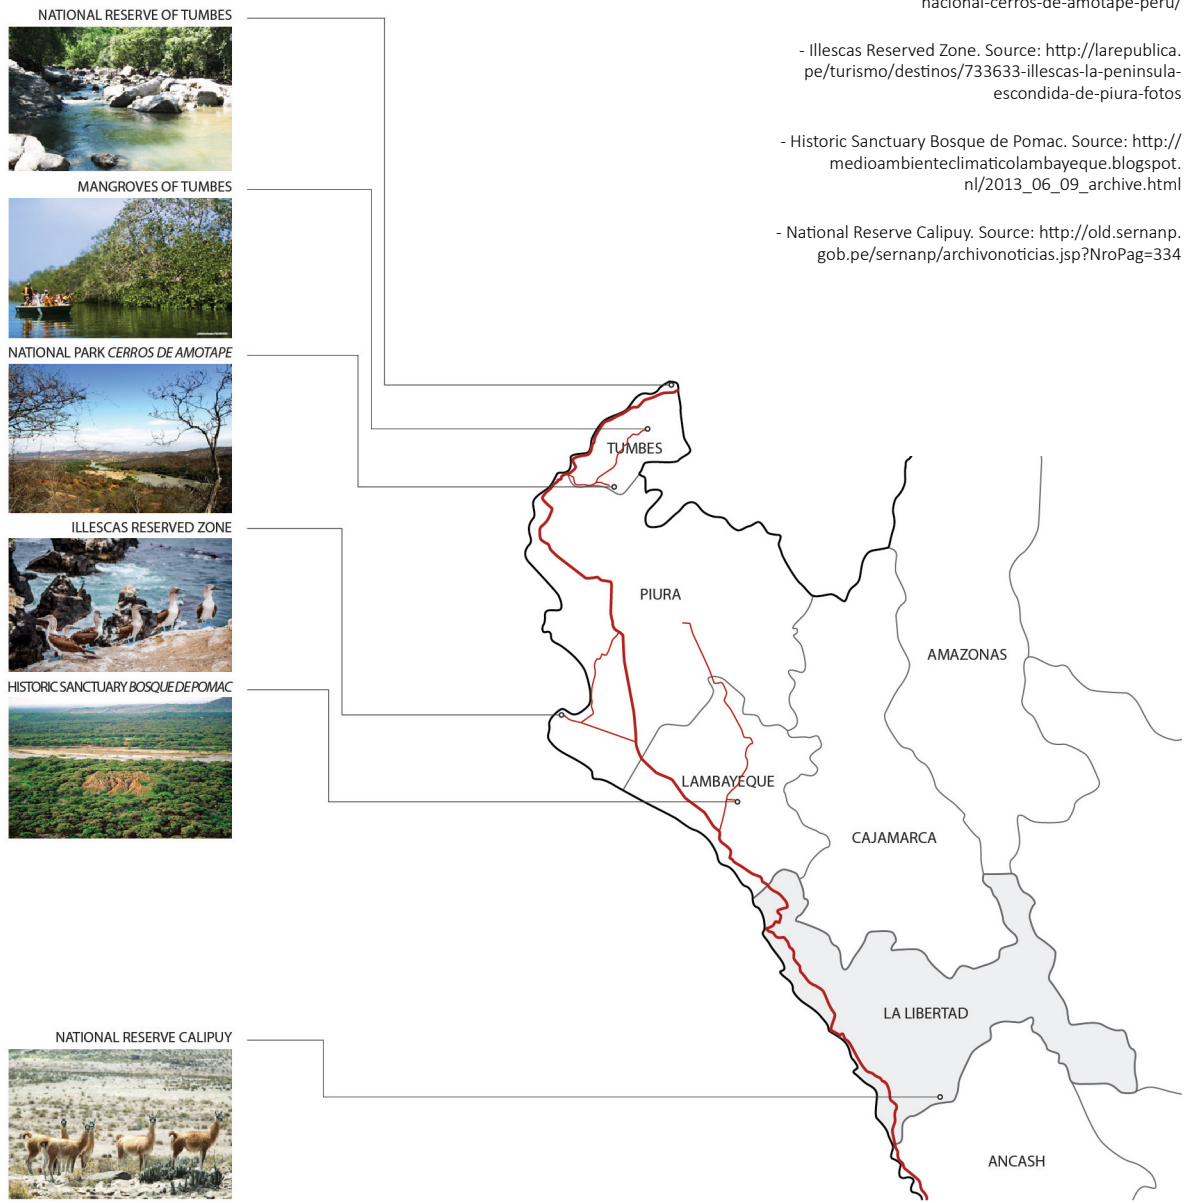 NATIONAL RESERVE OF TUMBES
MANGROVES OF TUMBES
NATIONAL PARK CERROS DE AMOTAPE
ILLESCAS RESERVED ZONE
HISTORIC SANCTUARY BOSQUE DE POMAC
NATIONAL RESERVE CALIPUY
nacional-cerros-de-amotape-peru/
- Illescas Reserved Zone. Source: http://larepublica.
pe/turismo/destinos/733633-illescas-la-peninsula-
escondida-de-piura-fotos
- Historic Sanctuary Bosque de Pomac. Source: http://
medioambienteclimaticolambayeque.blogspot.
nl/2013_06_09_archive.html
- National Reserve Calipuy. Source: http://old.sernanp.
gob.pe/sernanp/archivonoticias.jsp?NroPag=334
TUMBES
PIURA
AMAZONAS
LAMBAYEQUE
CAJAMARCA
LA LIBERTAD
ANCASH